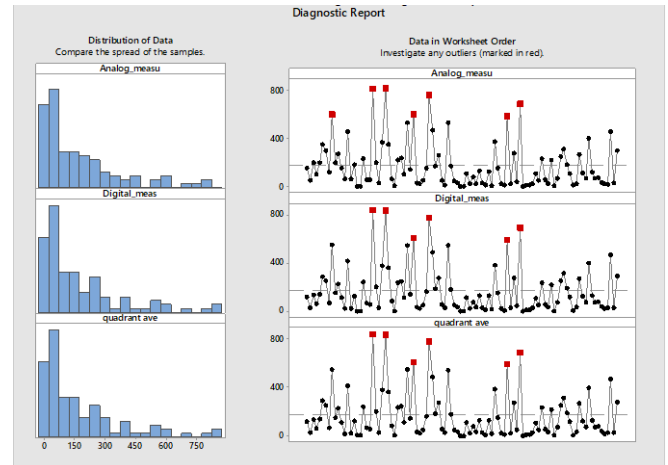 Diagnostic Report
Distribution of Data
Compare the spread of the samples.
Data in Worksheet Order
Investigate any outliers (marked in red).
Analog_measu
Digital_meas
quadrant ave
0 150 300 450 600 750
Analog_measu
800
400
0
Digital_meas
800
400
0
quadrant ave
800
400
0